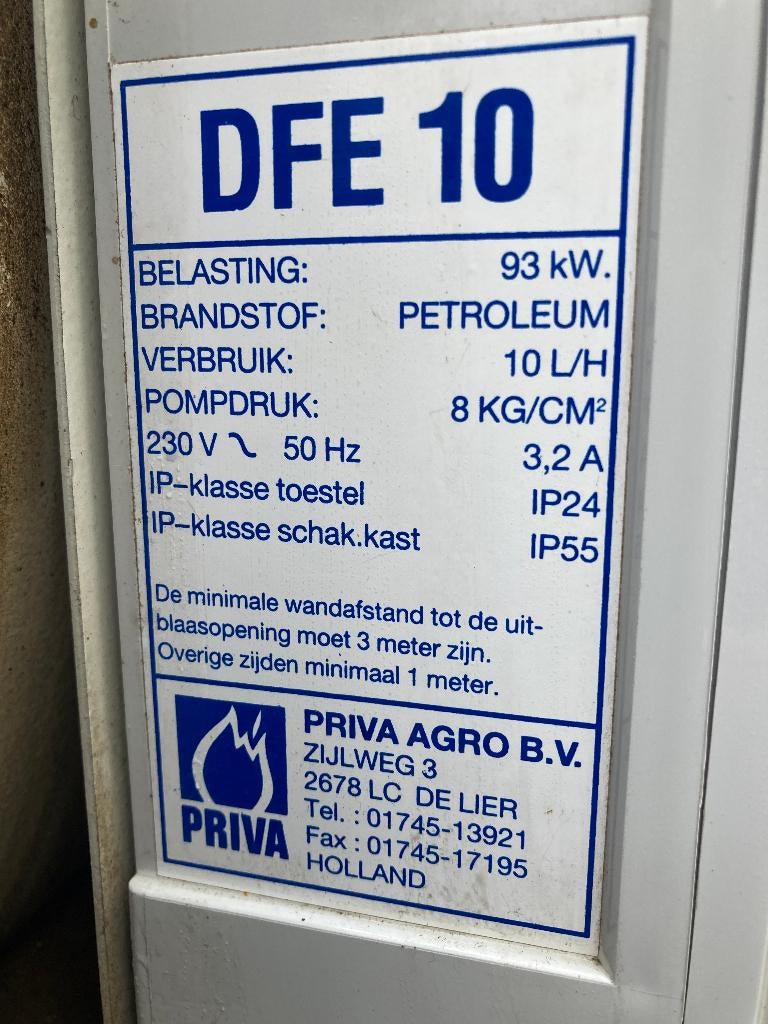 DFE 10
BELASTING: 93 kW.
BRANDSTOF: PETROLEUM
VERBRUIK: 10 L/H
POMPDRUK: 8 KG/CM²
230 V ~ 50 Hz 3,2 A
IP-klasse toestel IP24
IP-klasse schak.kast IP55
De minimale wandafstand tot de uit-
blaasopening moet 3 meter zijn.
Overige zijden minimaal 1 meter.
PRIVA
PRIVA AGRO B.V.
ZIJLWEG 3
2678 LC DE LIER
Tel. : 01745-13921
Fax : 01745-17195
HOLLAND